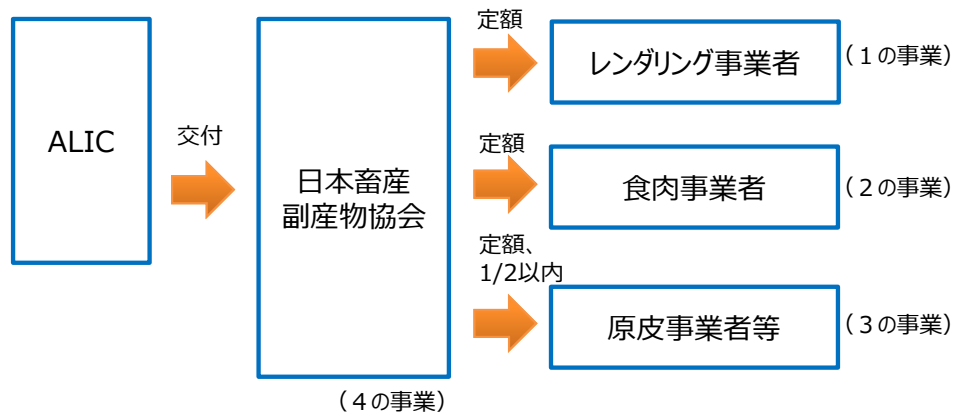 ALIC
交付
日本畜産
副産物協会
（４の事業）
定額
レンダリング事業者
（１の事業）
定額
食肉事業者
（２の事業）
定額、
1/2以内
原皮事業者等
（３の事業）